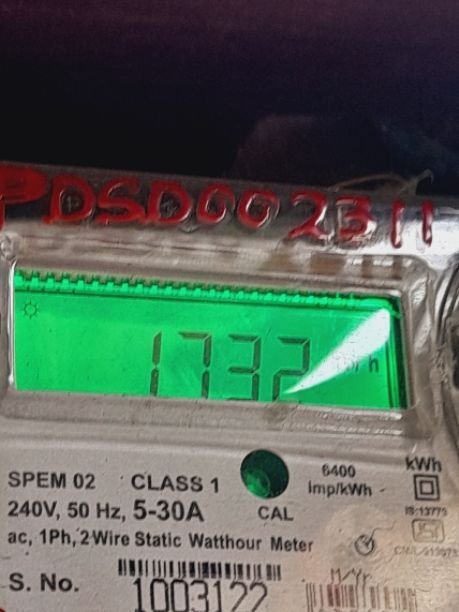 PDSD002311
1732
SPEM 02 CLASS 1
6400 imp/kWh
kWh
240V, 50 Hz, 5-30A
CAL
IS:13779
ac, 1Ph, 2 Wire Static Watthour Meter
S. No. 1003122
M/Yr